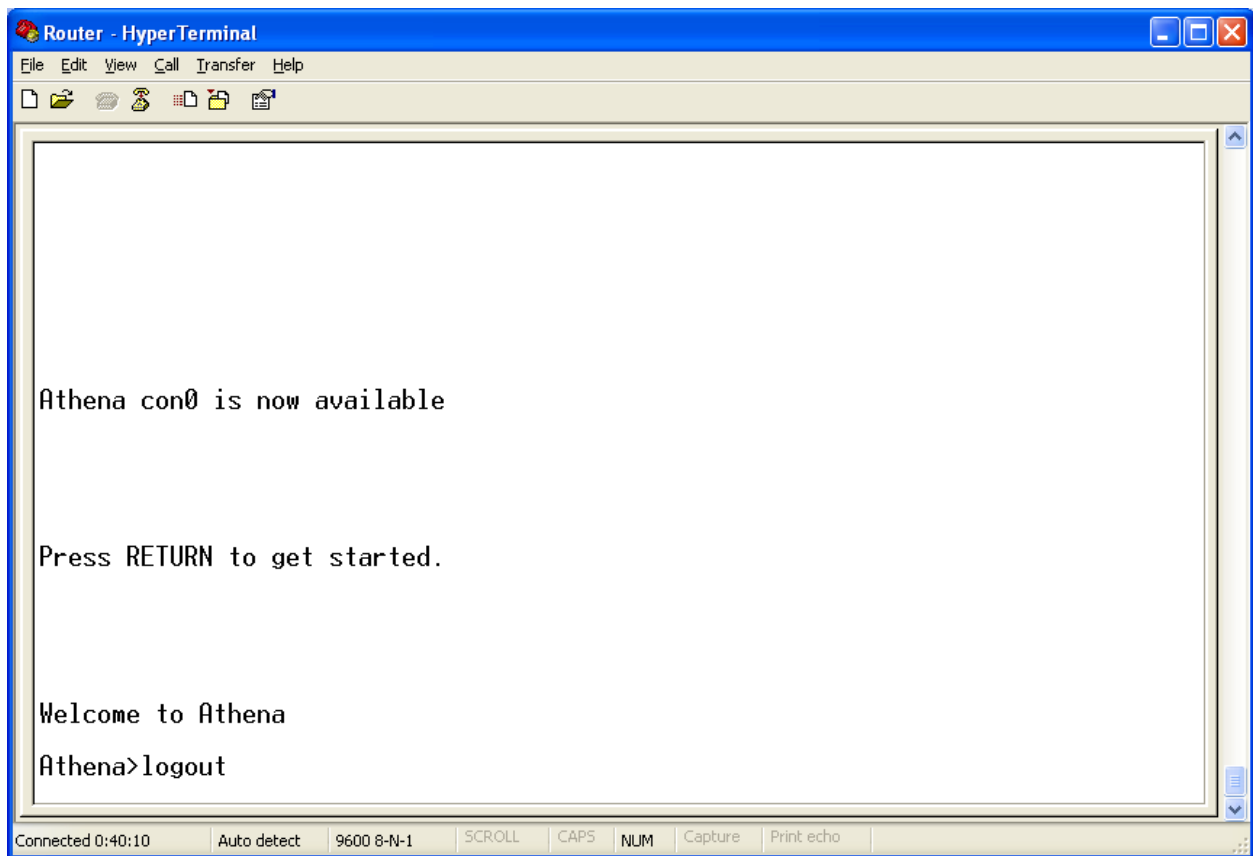 Router - HyperTerminal
File Edit View Call Transfer Help
Athena con0 is now available
Press RETURN to get started.
Welcome to Athena
Athena>logout
Connected 0:40:10 Auto detect 9600 8-N-1 SCROLL CAPS NUM Capture Print echo